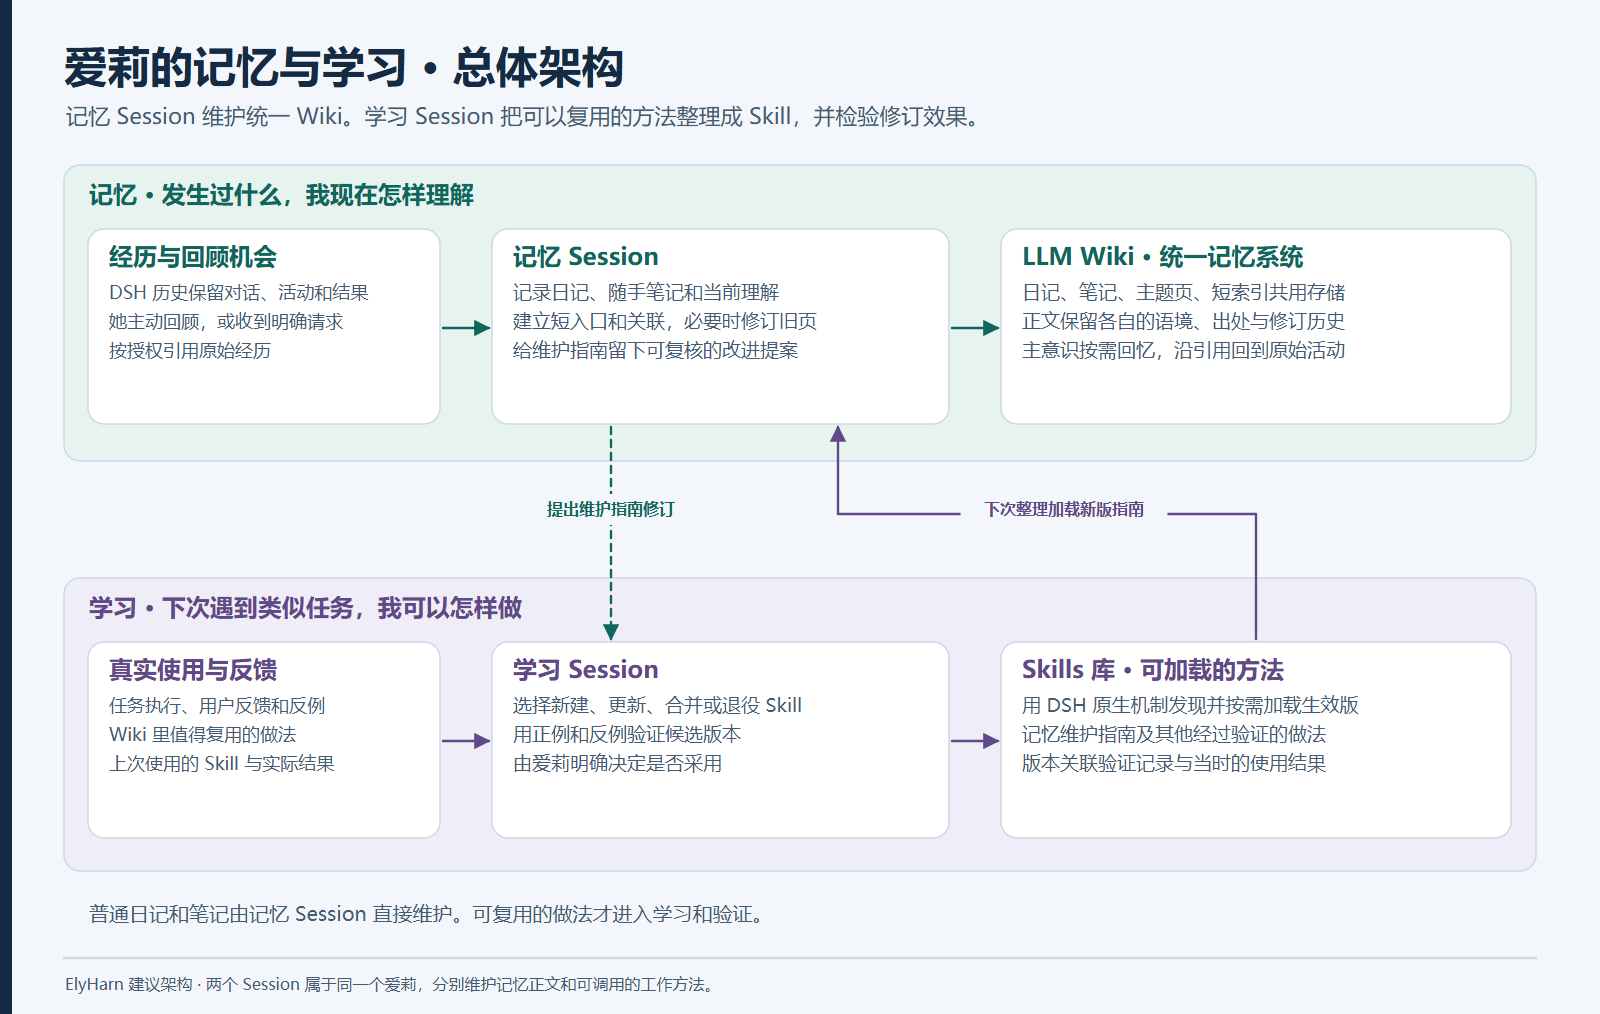 爱莉的记忆与学习 · 总体架构
记忆 Session 维护统一 Wiki。学习 Session 把可以复用的方法整理成 Skill，并检验修订效果。
记忆 · 发生过什么，我现在怎样理解
经历与回顾机会
DSH 历史保留对话、活动和结果
她主动回顾，或收到明确请求
按授权引用原始经历
记忆 Session
记录日记、随手笔记和当前理解
建立短入口和关联，必要时修订旧页
给维护指南留下可复核的改进提案
LLM Wiki · 统一记忆系统
日记、笔记、主题页、短索引共用存储
正文保留各自的语境、出处与修订历史
主意识按需回忆，沿引用回到原始活动
提出维护指南修订
下次整理加载新版指南
学习 · 下次遇到类似任务，我可以怎样做
真实使用与反馈
任务执行、用户反馈和反例
Wiki 里值得复用的做法
上次使用的 Skill 与实际结果
学习 Session
选择新建、更新、合并或退役 Skill
用正例和反例验证候选版本
由爱莉明确决定是否采用
Skills 库 · 可加载的方法
用 DSH 原生机制发现并按需加载生效版
记忆维护指南及其他经过验证的做法
版本关联验证记录与当时的使用结果
普通日记和笔记由记忆 Session 直接维护。可复用的做法才进入学习和验证。
ElyHarn 建议架构 · 两个 Session 属于同一个爱莉，分别维护记忆正文和可调用的工作方法。